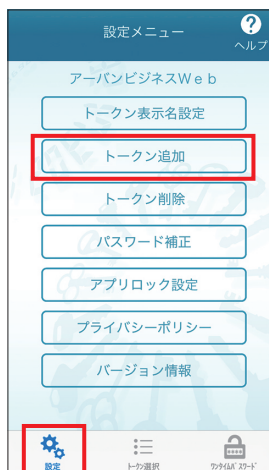 設定メニュー
?
ヘルプ
アーバンビジネスWeb
トークン表示名設定
トークン追加
トークン削除
パスワード補正
アプリロック設定
プライバシーポリシー
バージョン情報
設定
トークン選択
ワンタイムパスワード